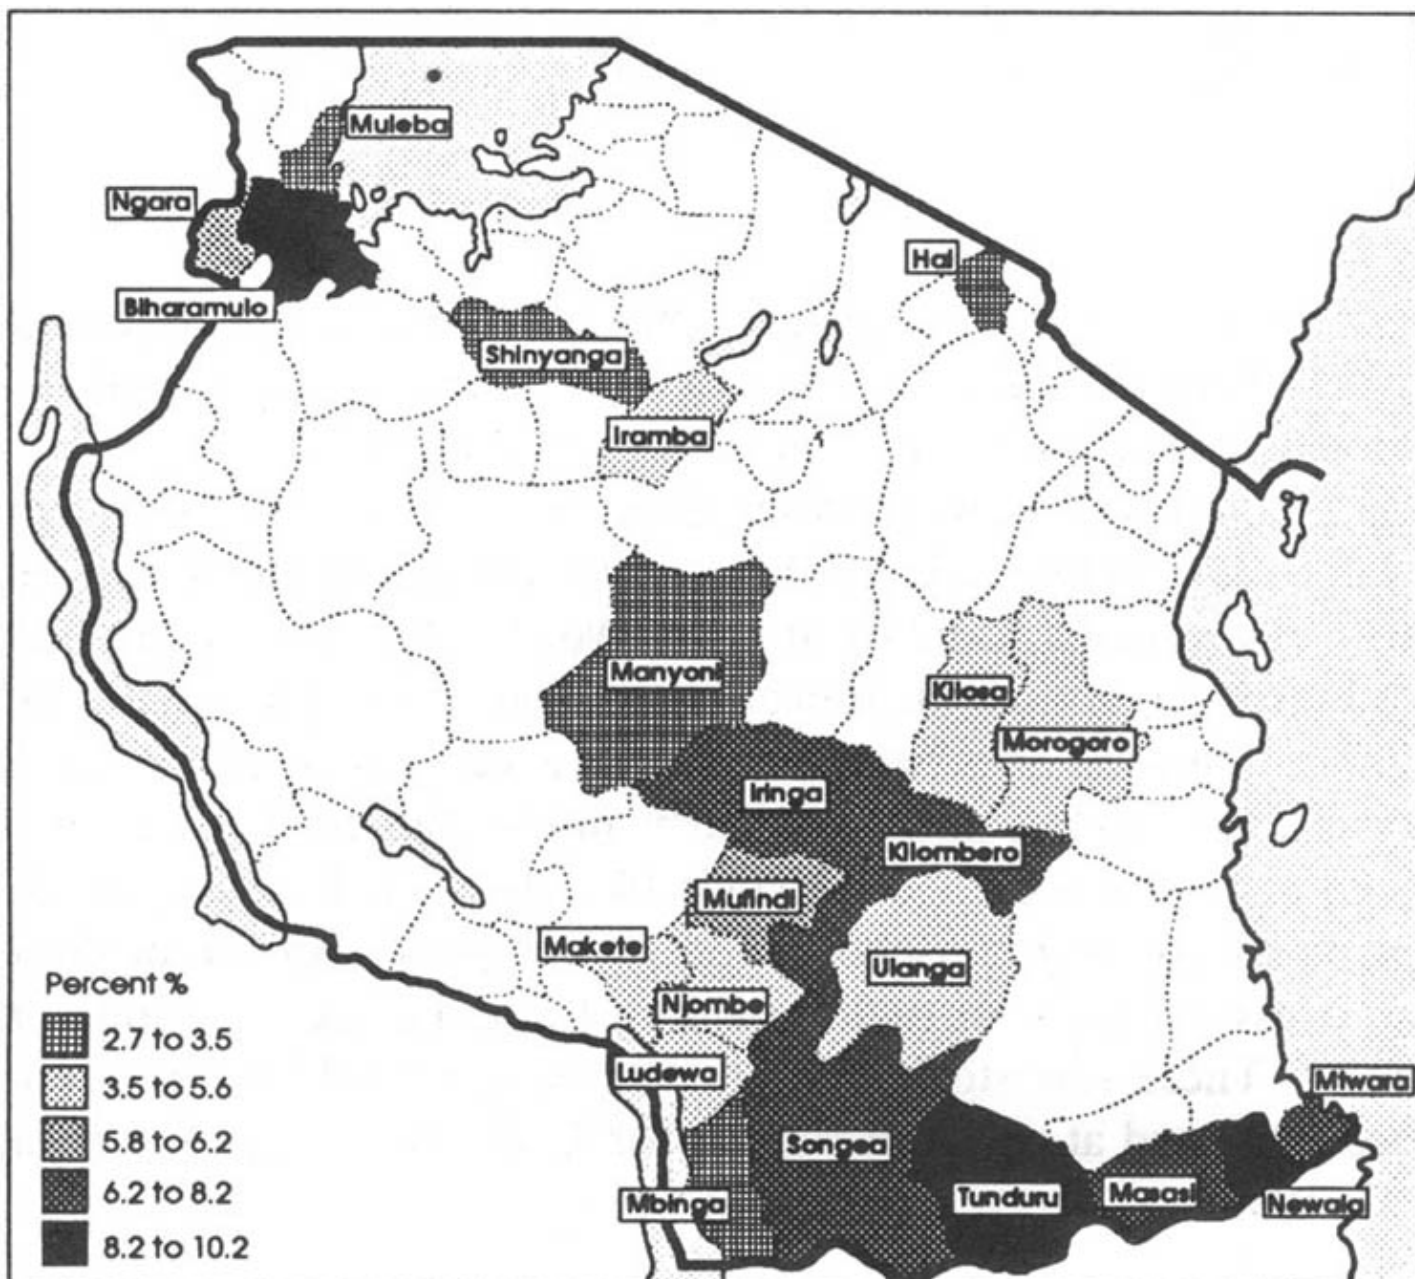 Muleba
Ngara
Hai
Biharamulo
Shinyanga
Iramba
Manyoni
Kilosa
Morogoro
Iringa
Kilombero
Mufindi
Makete
Ulanga
Njombe
Ludewa
Mtwara
Songea
Tunduru
Masasi
Newala
Mbinga
Percent %
2.7 to 3.5
3.5 to 5.6
5.8 to 6.2
6.2 to 8.2
8.2 to 10.2